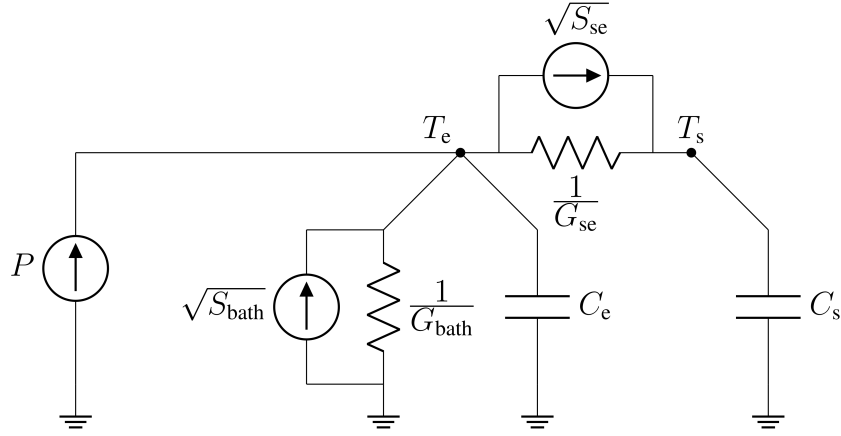 √S_se
T_e
T_s
1/G_se
P
√S_bath
1/G_bath
C_e
C_s